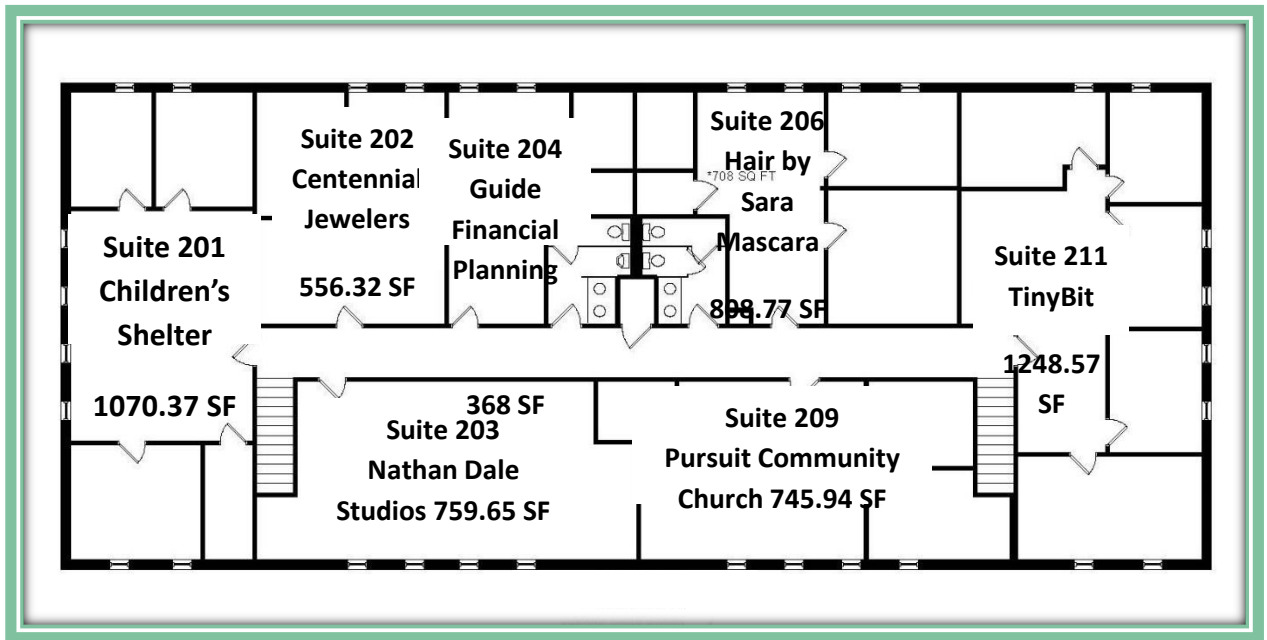 Suite 201
Children's
Shelter
1070.37 SF
Suite 202
Centennial
Jewelers
556.32 SF
Suite 204
Guide
Financial
Planning
368 SF
Suite 206
Hair by
*708 SQ FT
Sara
Mascara
898.77 SF
Suite 211
TinyBit
1248.57
SF
Suite 203
Nathan Dale
Studios 759.65 SF
Suite 209
Pursuit Community
Church 745.94 SF